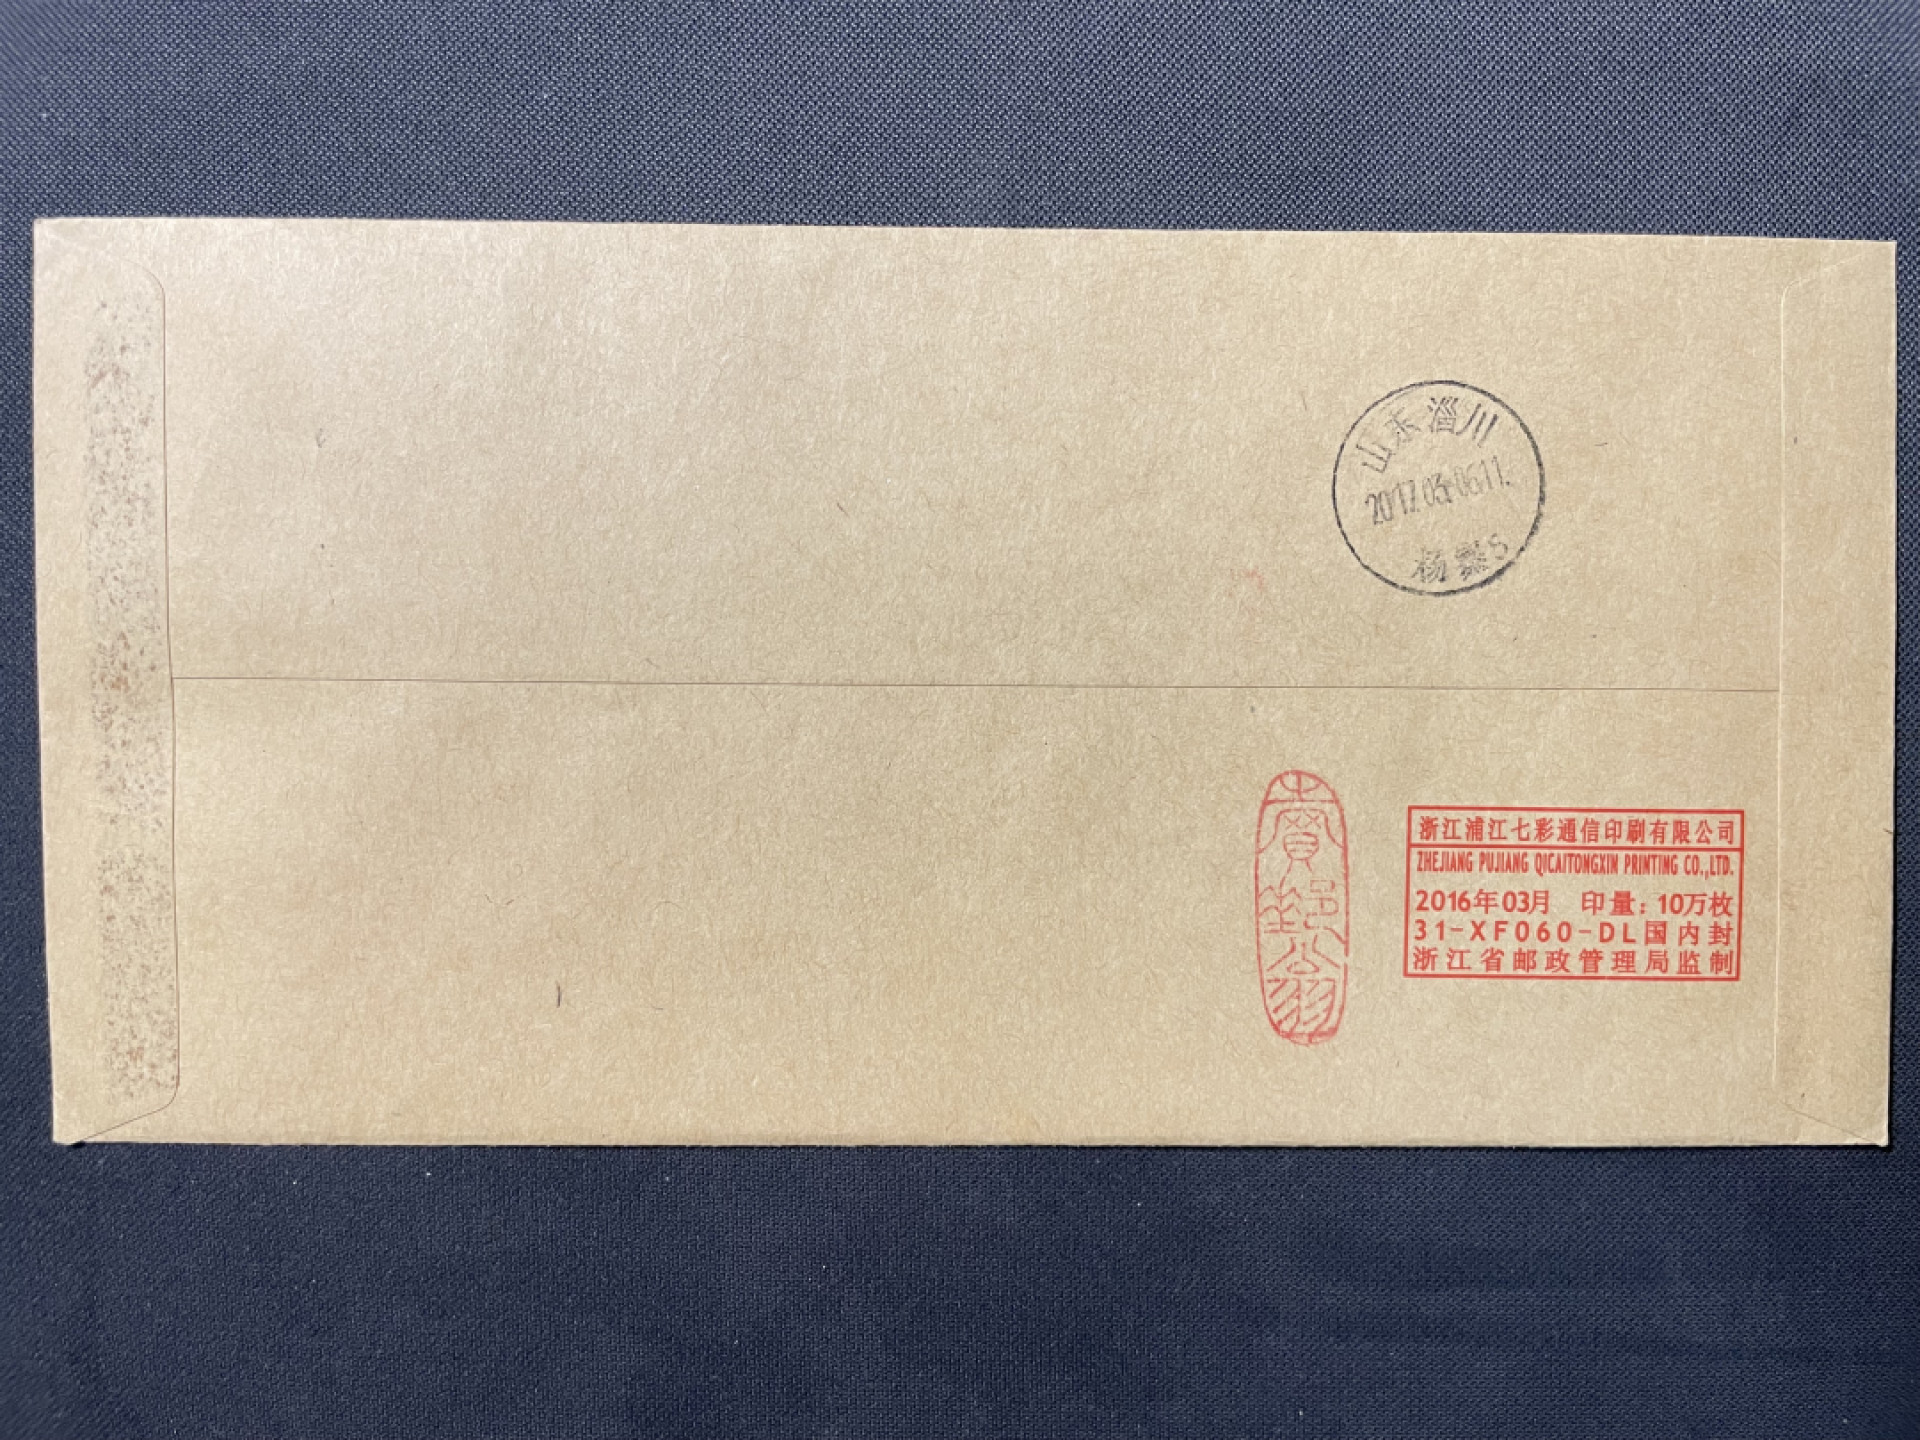 山东淄川
2017.03.06 11.
杨寨S
浙江浦江七彩通信印刷有限公司
ZHEJIANG PUJIANG QICAITONGXIN PRINTING CO.,LTD.
2016年03月 印量：10万枚
31-XF060-DL国内封
浙江省邮政管理局监制